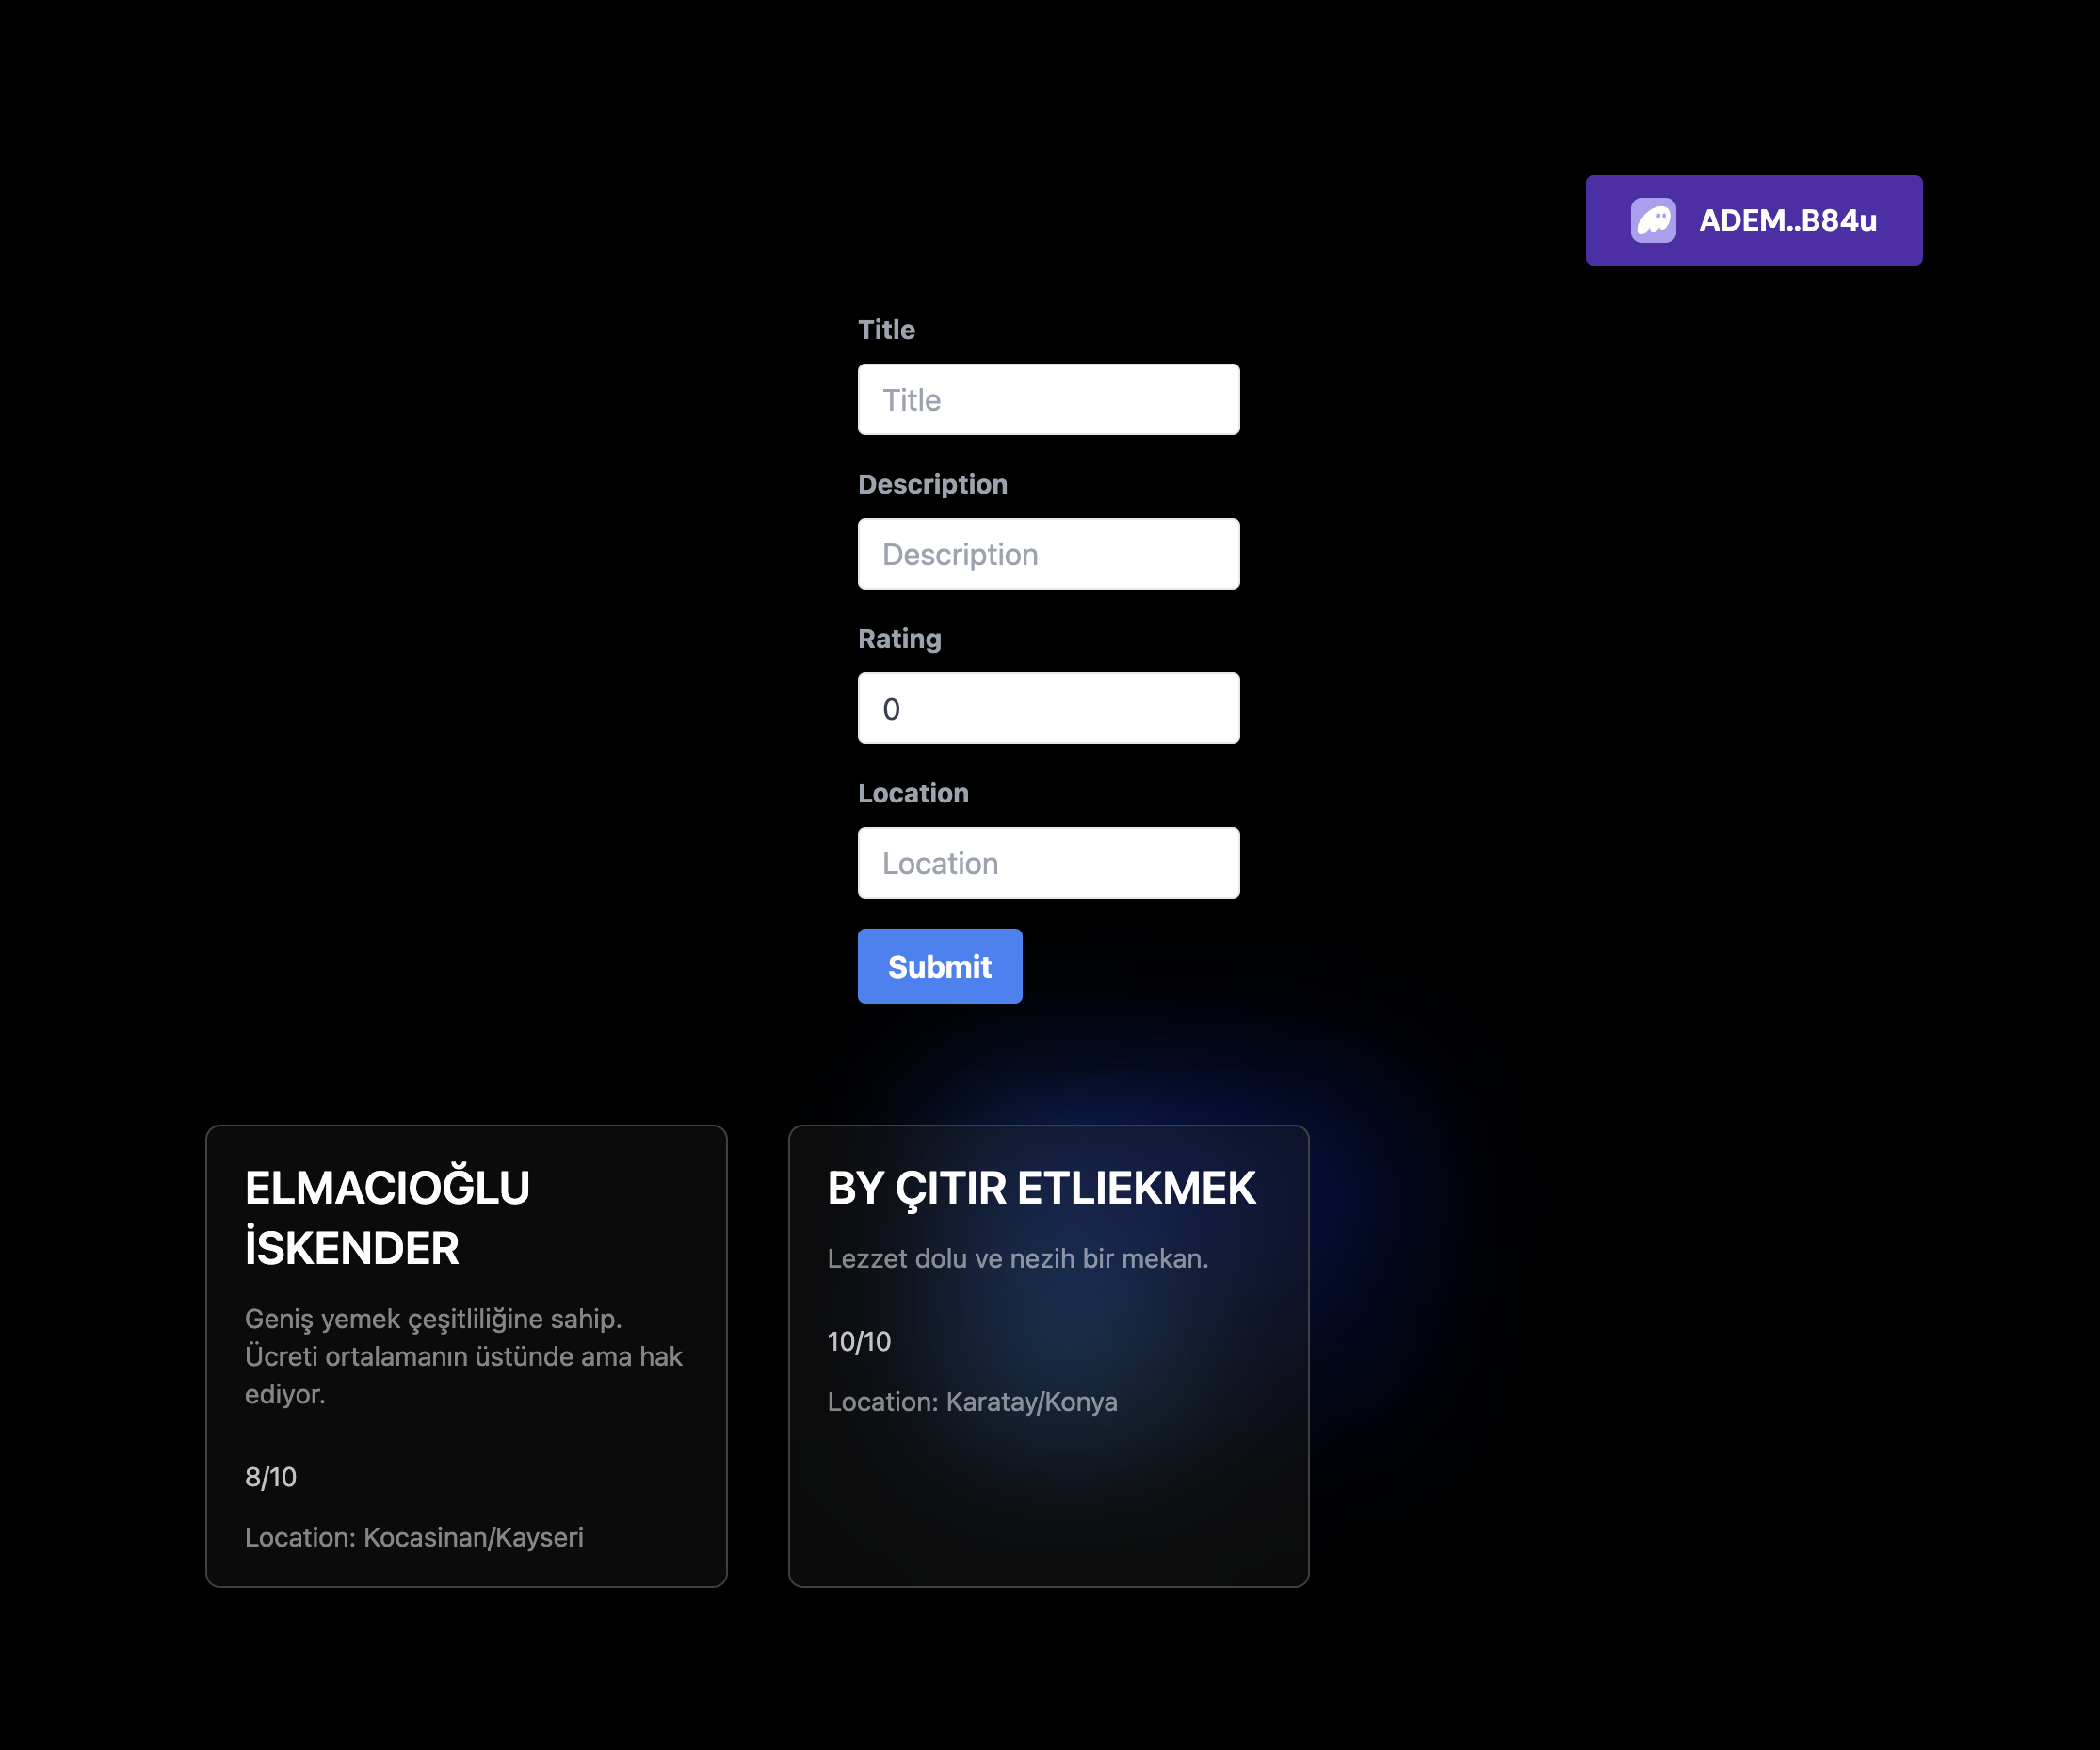 ADEM..B84u
Title
Title
Description
Description
Rating
0
Location
Location
Submit
ELMACIOĞLU
İSKENDER
Geniş yemek çeşitliliğine sahip.
Ücreti ortalamanın üstünde ama hak
ediyor.
8/10
Location: Kocasinan/Kayseri
BY ÇITIR ETLIEKMEK
Lezzet dolu ve nezih bir mekan.
10/10
Location: Karatay/Konya